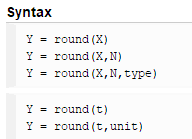 Syntax
Y = round(X)
Y = round(X,N)
Y = round(X,N,type)
Y = round(t)
Y = round(t,unit)